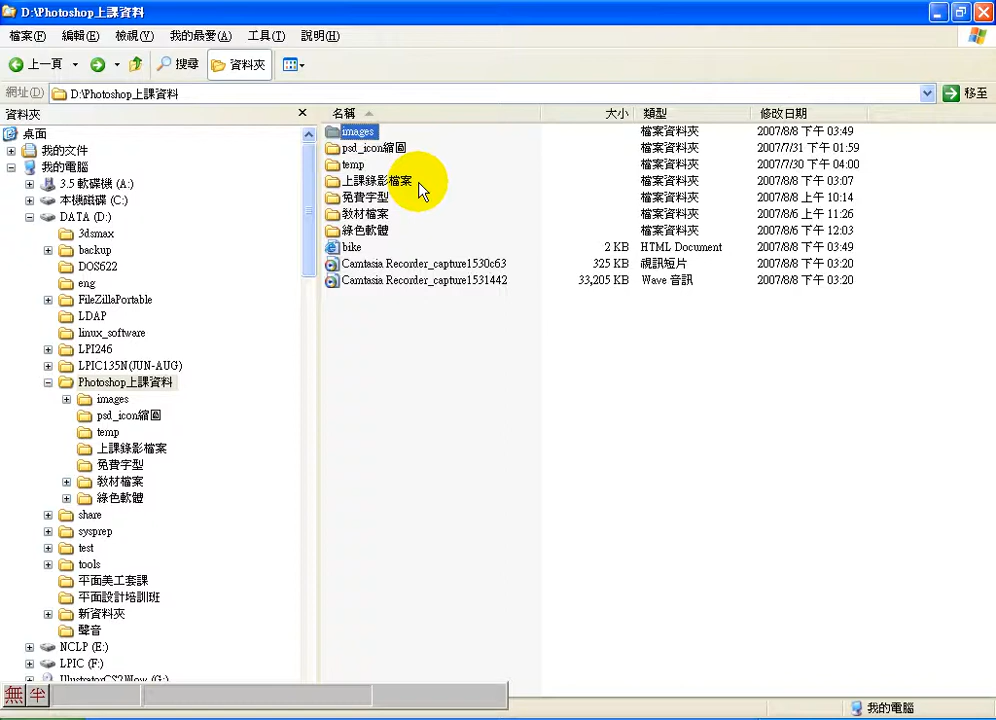 D:\Photoshop上課資料
檔案(F) 編輯(E) 檢視(V) 我的最愛(A) 工具(T) 說明(H)
上一頁 搜尋 資料夾
網址(D) D:\Photoshop上課資料 移至
資料夾
桌面
我的文件
我的電腦
3.5 軟碟機 (A:)
本機磁碟 (C:)
DATA (D:)
3dsmax
backup
DOS622
eng
FileZillaPortable
LDAP
linux_software
LPI246
LPIC135N(JUN-AUG)
Photoshop上課資料
images
psd_icon縮圖
temp
上課錄影檔案
免費字型
教材檔案
綠色軟體
share
sysprep
test
tools
平面美工套課
平面設計培訓班
新資料夾
聲音
NCLP (E:)
LPIC (F:)
IllustratorCS2Wow (G:)
名稱 大小 類型 修改日期
images 檔案資料夾 2007/8/8 下午 03:49
psd_icon縮圖 檔案資料夾 2007/7/31 下午 01:59
temp 檔案資料夾 2007/7/30 下午 04:00
上課錄影檔案 檔案資料夾 2007/8/8 下午 03:07
免費字型 檔案資料夾 2007/8/8 上午 10:14
教材檔案 檔案資料夾 2007/8/6 上午 11:26
綠色軟體 檔案資料夾 2007/8/6 下午 12:03
bike 2 KB HTML Document 2007/8/8 下午 03:49
Camtasia Recorder_capture1530c63 325 KB 視訊短片 2007/8/8 下午 03:20
Camtasia Recorder_capture1531442 33,205 KB Wave 音訊 2007/8/8 下午 03:20
無 半
我的電腦